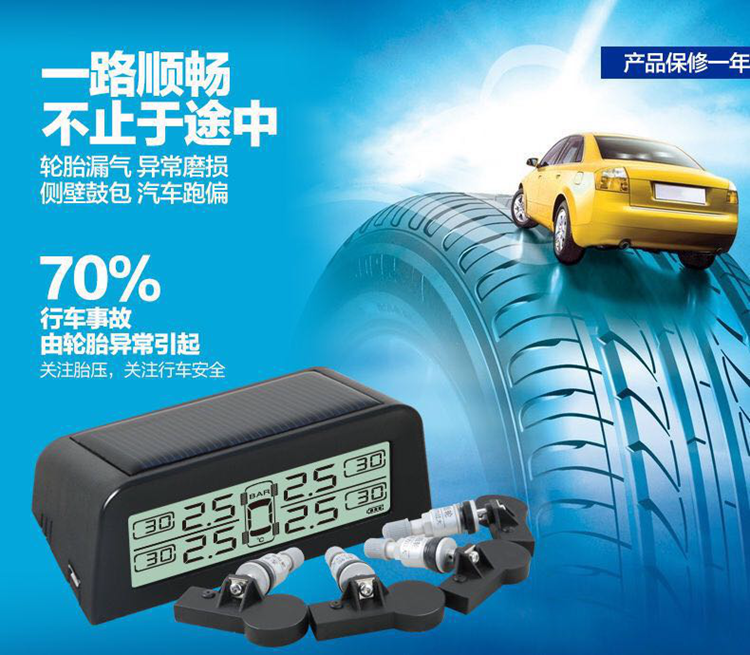 一路顺畅
不止于途中
轮胎漏气 异常磨损
侧壁鼓包 汽车跑偏
产品保修一年
70%
行车事故
由轮胎异常引起
关注胎压，关注行车安全
30 2.5 BAR 2.5 30
30 2.5 °C 2.5 30